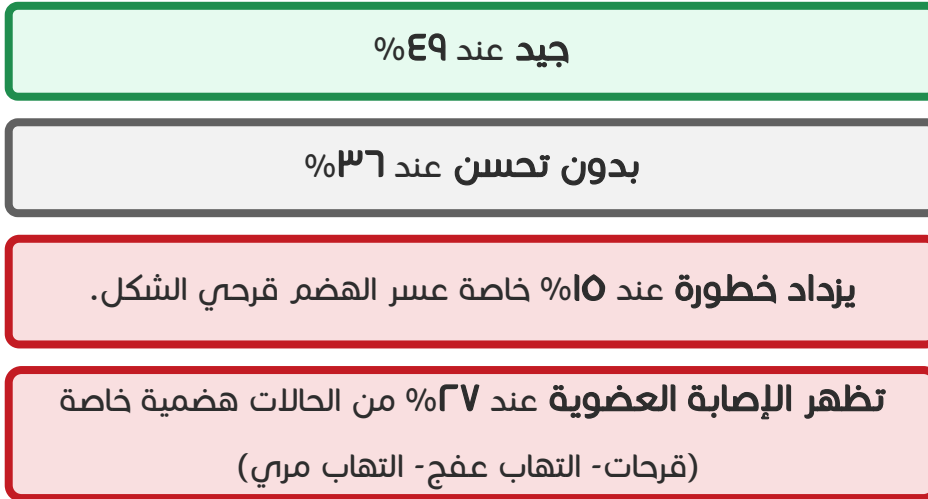 جيد عند ٤٩%
بدون تحسن عند ٣٦%
يزداد خطورة عند ١٥% خاصة عسر الهضم قرحي الشكل.
تظهر الإصابة العضوية عند ٢٧% من الحالات هضمية خاصة
(قرحات- التهاب عفج- التهاب مري)